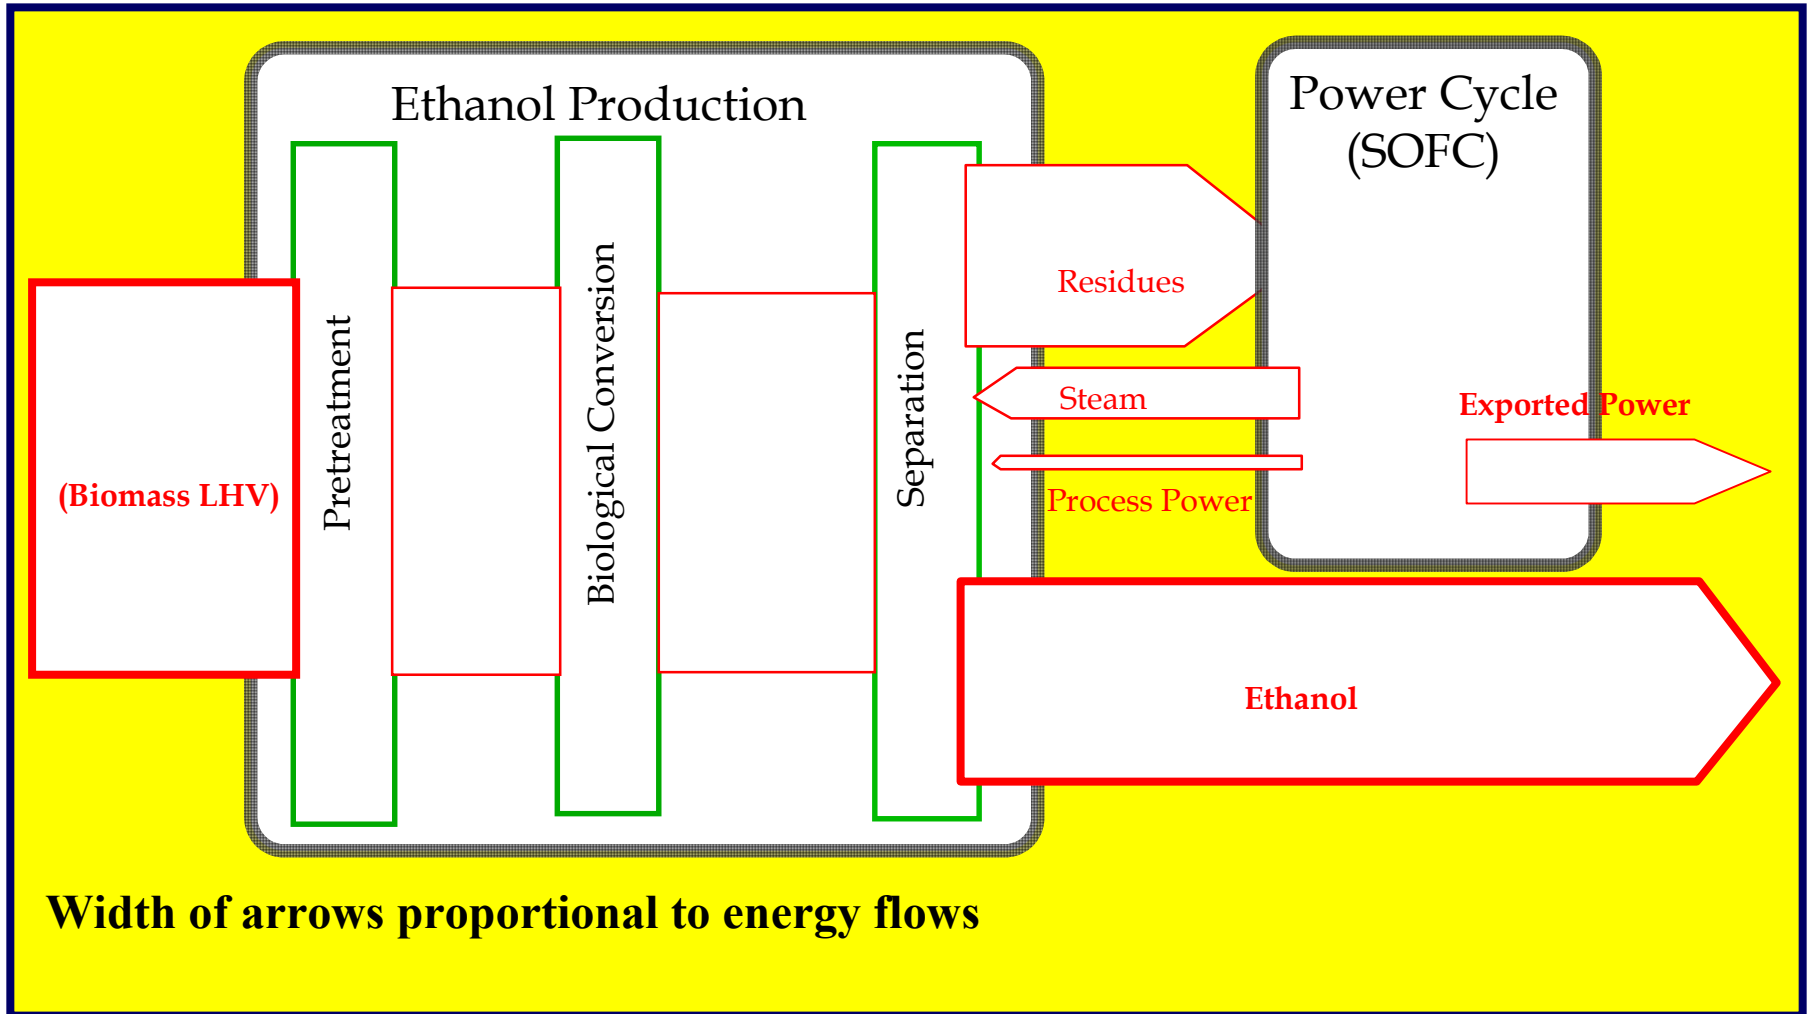 Ethanol Production
Power Cycle
(SOFC)
(Biomass LHV)
Pretreatment
Biological Conversion
Separation
Residues
Steam
Process Power
Exported Power
Ethanol
Width of arrows proportional to energy flows